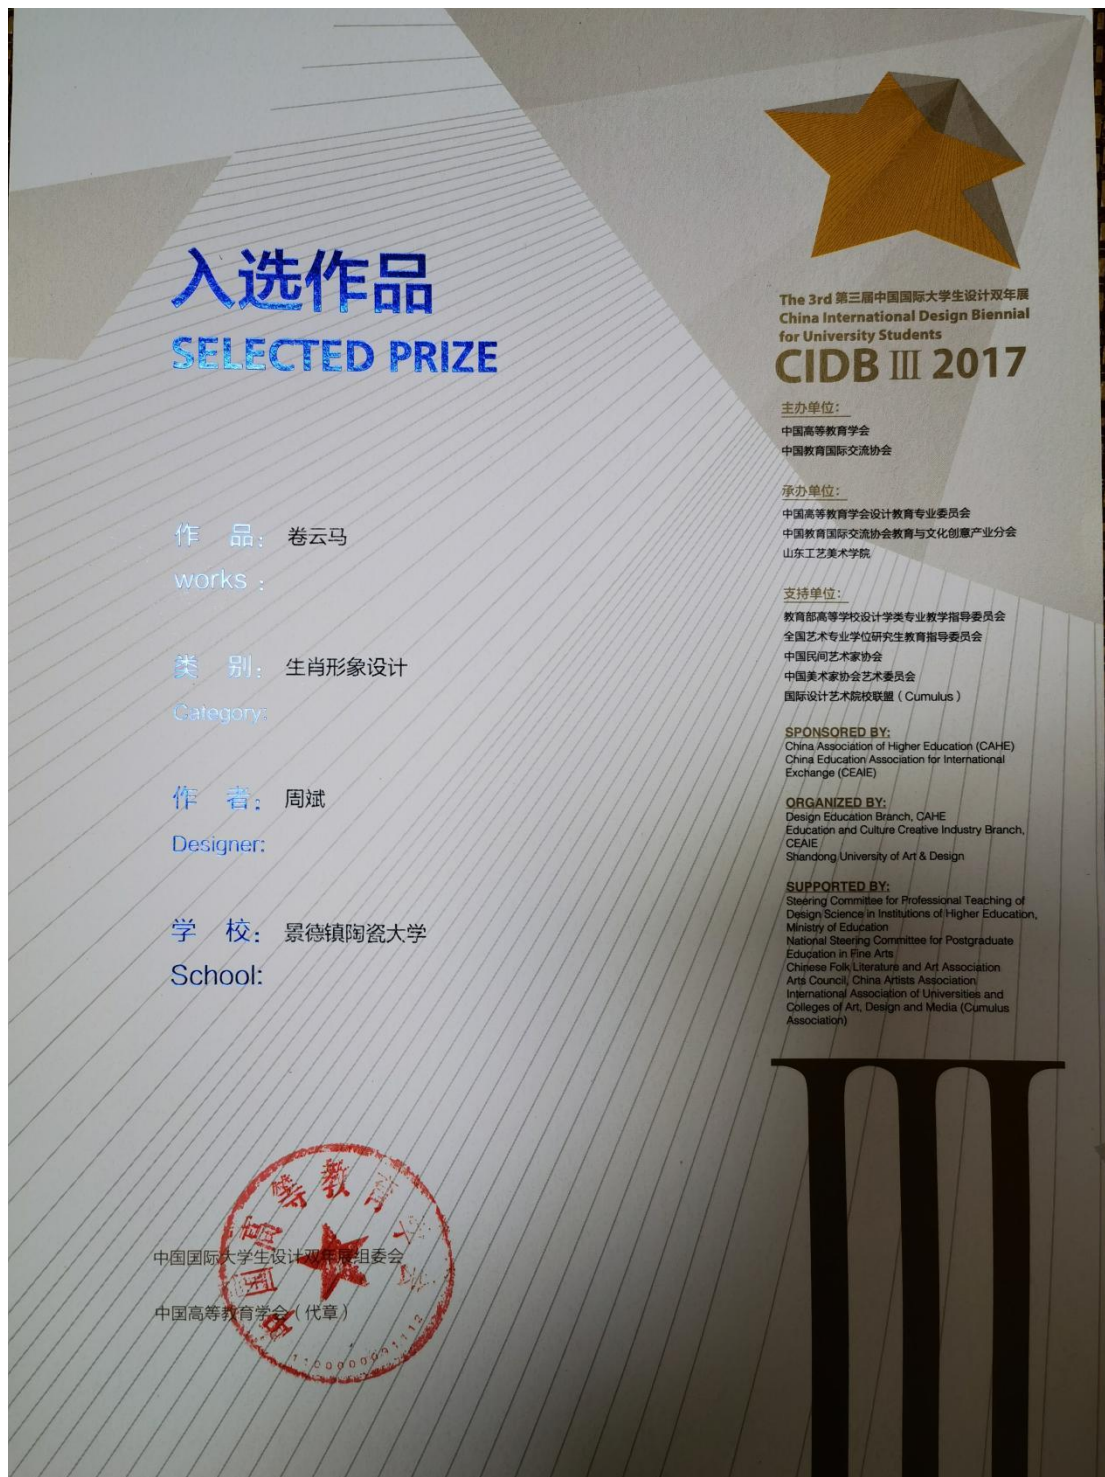 入选作品
SELECTED PRIZE
作 品： 卷云马
works :
类 别： 生肖形象设计
Category:
作 者： 周斌
Designer:
学 校： 景德镇陶瓷大学
School:
中国国际大学生设计双年展组委会
中国高等教育学会（代章）
中国高等教育学会
The 3rd 第三届中国国际大学生设计双年展
China International Design Biennial
for University Students
CIDB III 2017
主办单位：
中国高等教育学会
中国教育国际交流协会
承办单位：
中国高等教育学会设计教育专业委员会
中国教育国际交流协会教育与文化创意产业分会
山东工艺美术学院
支持单位：
教育部高等学校设计学类专业教学指导委员会
全国艺术专业学位研究生教育指导委员会
中国民间艺术家协会
中国美术家协会艺术委员会
国际设计艺术院校联盟（Cumulus）
SPONSORED BY:
China Association of Higher Education (CAHE)
China Education Association for International
Exchange (CEAIE)
ORGANIZED BY:
Design Education Branch, CAHE
Education and Culture Creative Industry Branch,
CEAIE
Shandong University of Art & Design
SUPPORTED BY:
Steering Committee for Professional Teaching of
Design Science in Institutions of Higher Education,
Ministry of Education
National Steering Committee for Postgraduate
Education in Fine Arts
Chinese Folk Literature and Art Association
Arts Council, China Artists Association
International Association of Universities and
Colleges of Art, Design and Media (Cumulus
Association)
III